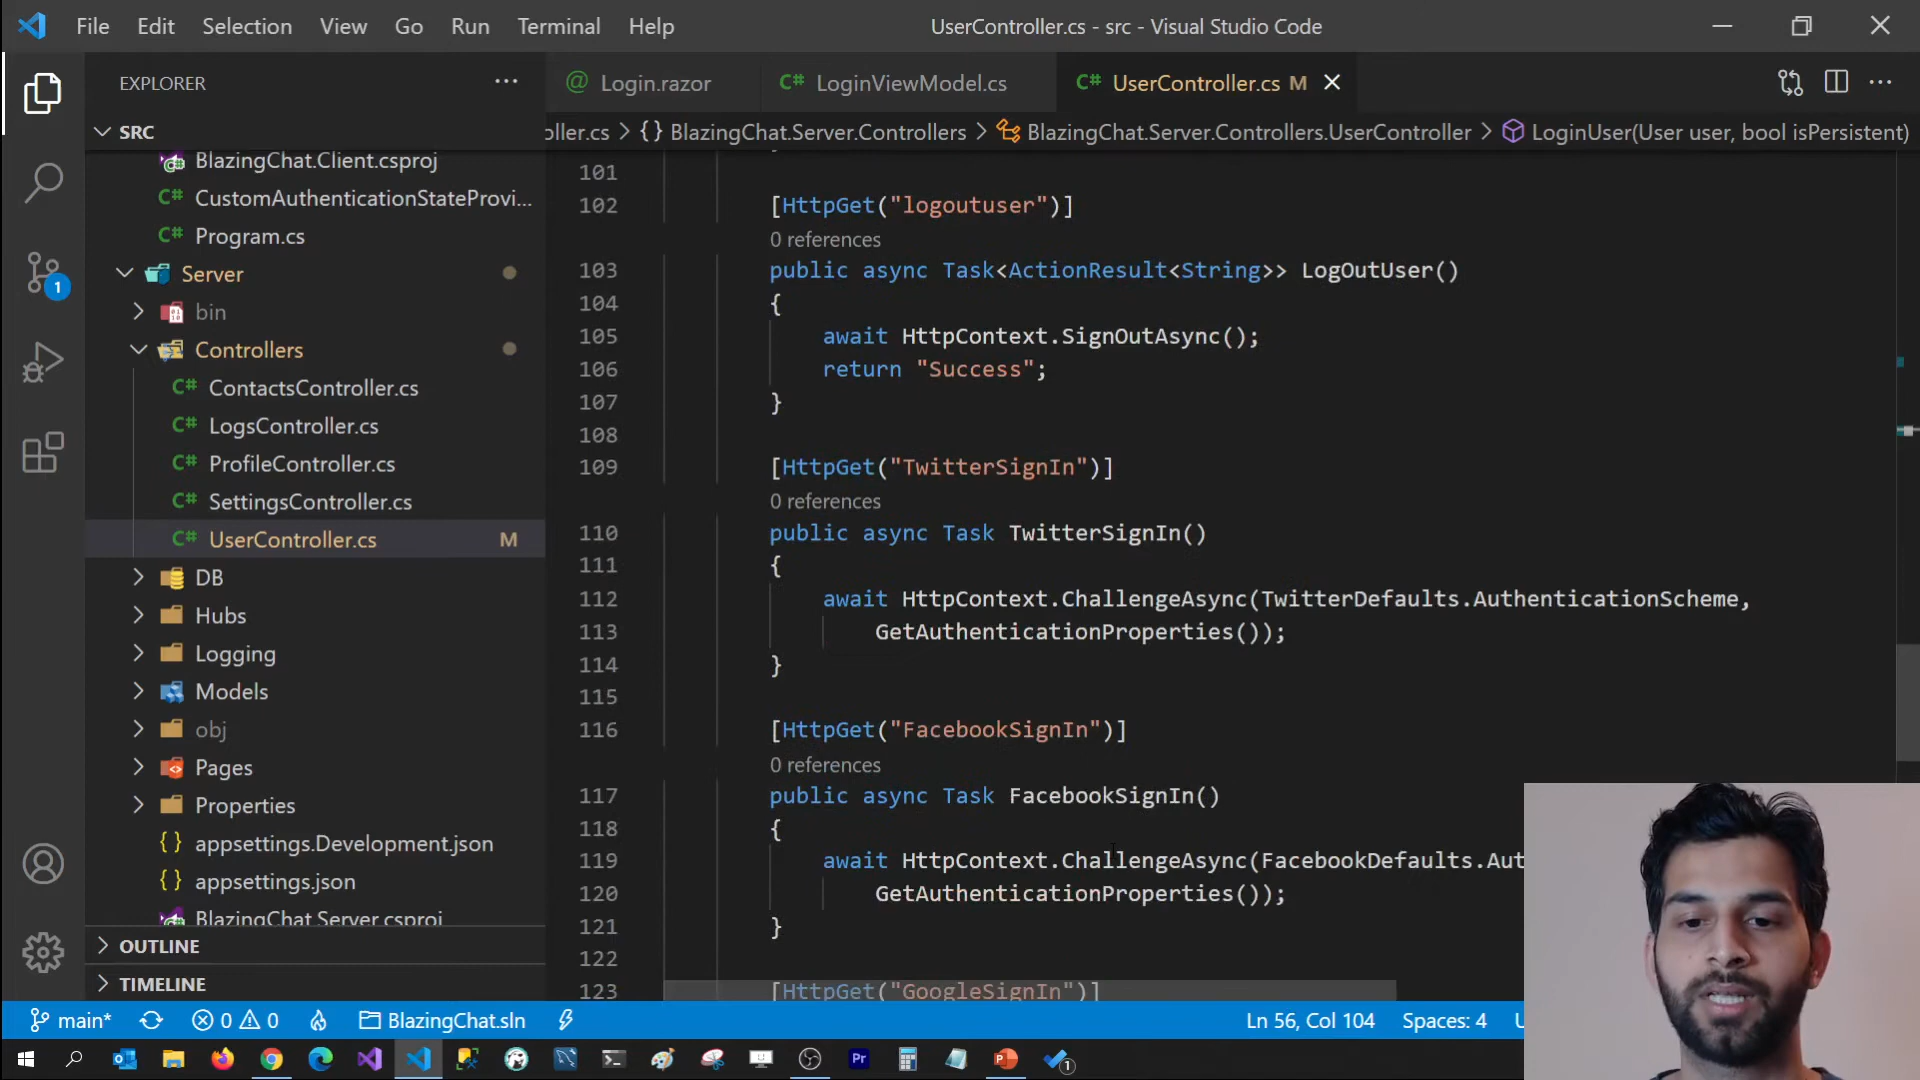 File Edit Selection View Go Run Terminal Help
UserController.cs - src - Visual Studio Code
EXPLORER ...
Login.razor
LoginViewModel.cs
UserController.cs M
SRC
oller.cs > {} BlazingChat.Server.Controllers > BlazingChat.Server.Controllers.UserController > LoginUser(User user, bool isPersistent)
BlazingChat.Client.csproj
CustomAuthenticationStateProvi...
Program.cs
Server
bin
Controllers
ContactsController.cs
LogsController.cs
ProfileController.cs
SettingsController.cs
UserController.cs M
DB
Hubs
Logging
Models
obj
Pages
Properties
{} appsettings.Development.json
{} appsettings.json
BlazingChat.Server.csproj
OUTLINE
TIMELINE
1
101
102 [HttpGet("logoutuser")]
0 references
103 public async Task<ActionResult<String>> LogOutUser()
104 {
105 await HttpContext.SignOutAsync();
106 return "Success";
107 }
108
109 [HttpGet("TwitterSignIn")]
0 references
110 public async Task TwitterSignIn()
111 {
112 await HttpContext.ChallengeAsync(TwitterDefaults.AuthenticationScheme,
113 GetAuthenticationProperties());
114 }
115
116 [HttpGet("FacebookSignIn")]
0 references
117 public async Task FacebookSignIn()
118 {
119 await HttpContext.ChallengeAsync(FacebookDefaults.Aut
120 GetAuthenticationProperties());
121 }
122
123 [HttpGet("GoogleSignIn")]
main* 0 0 BlazingChat.sln Ln 56, Col 104 Spaces: 4
Pr
1